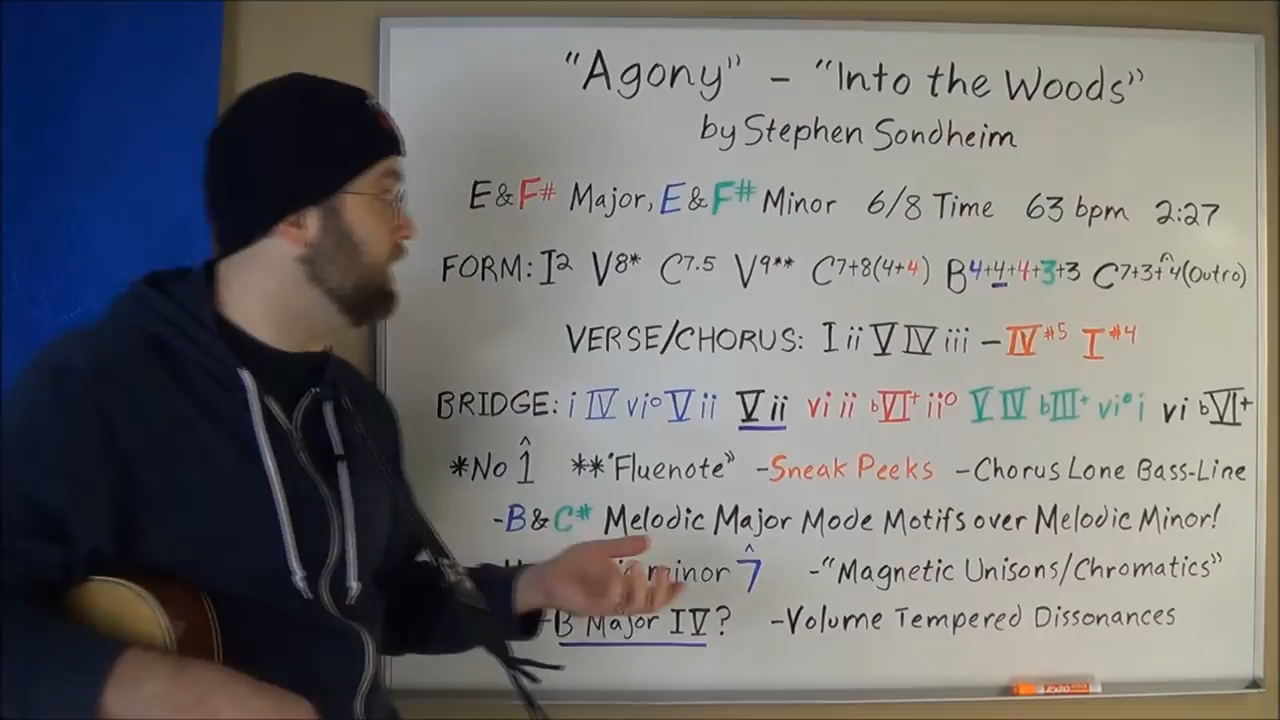 "Agony" - "Into the Woods"
by Stephen Sondheim
E & F# Major, E & F# Minor 6/8 Time 63 bpm 2:27
FORM: I2 V8* C7.5 V9** C7+8(4+4) B4+4+4+3+3 C7+3+4(Outro)
VERSE/CHORUS: I ii V IV iii - IV#5 I#4
BRIDGE: i IV vi° V ii V ii vi ii bVI+ ii° V IV bIII+ vi° i vi bVI+
*No 1̂ **"Fluenote" -Sneak Peeks -Chorus Lone Bass-Line
-B & C# Melodic Major Mode Motifs over Melodic Minor!
minor 7̂ -"Magnetic Unisons/Chromatics"
-B Major IV? -Volume Tempered Dissonances
EXPO